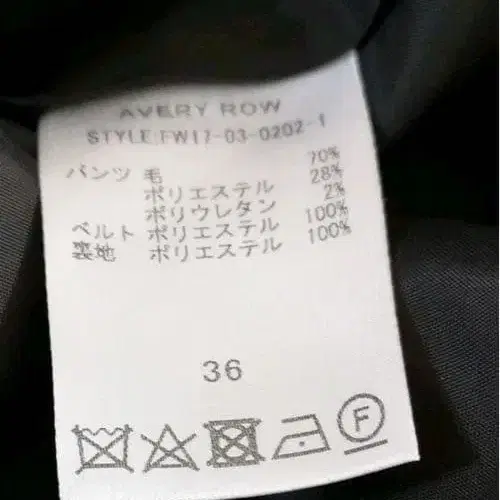 AVERY ROW
STYLE:FW17-03-0202-1
パンツ 毛 70%
ポリエステル 28%
ポリウレタン 2%
ベルト ポリエステル 100%
裏地 ポリエステル 100%
36
F